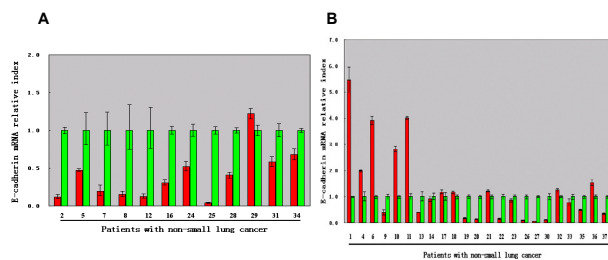 A
E-cadherin mRNA relative index
2.0
1.5
1.0
0.5
0.0
2 5 7 8 12 16 24 25 28 29 31 34
Patients with non-small lung cancer
B
E-cadherin mRNA relative index
7.0
6.0
5.0
4.0
3.0
2.0
1.0
0.0
1 4 6 9 10 11 13 14 17 18 19 20 21 22 23 26 27 30 32 33 35 36 37
Patients with non-small lung cancer